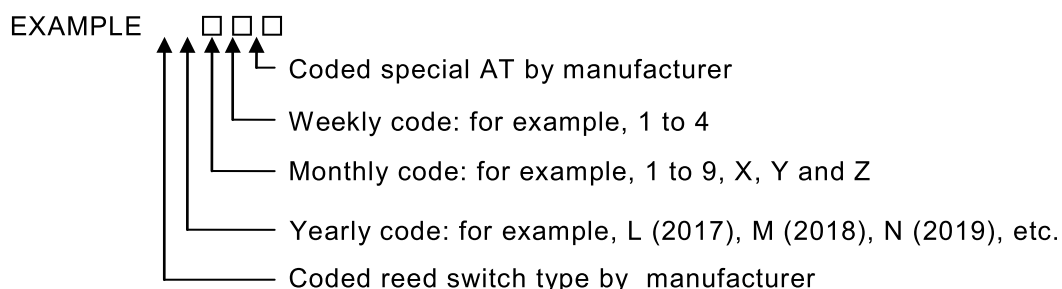 EXAMPLE □ □ □
Coded special AT by manufacturer
Weekly code: for example, 1 to 4
Monthly code: for example, 1 to 9, X, Y and Z
Yearly code: for example, L (2017), M (2018), N (2019), etc.
Coded reed switch type by manufacturer